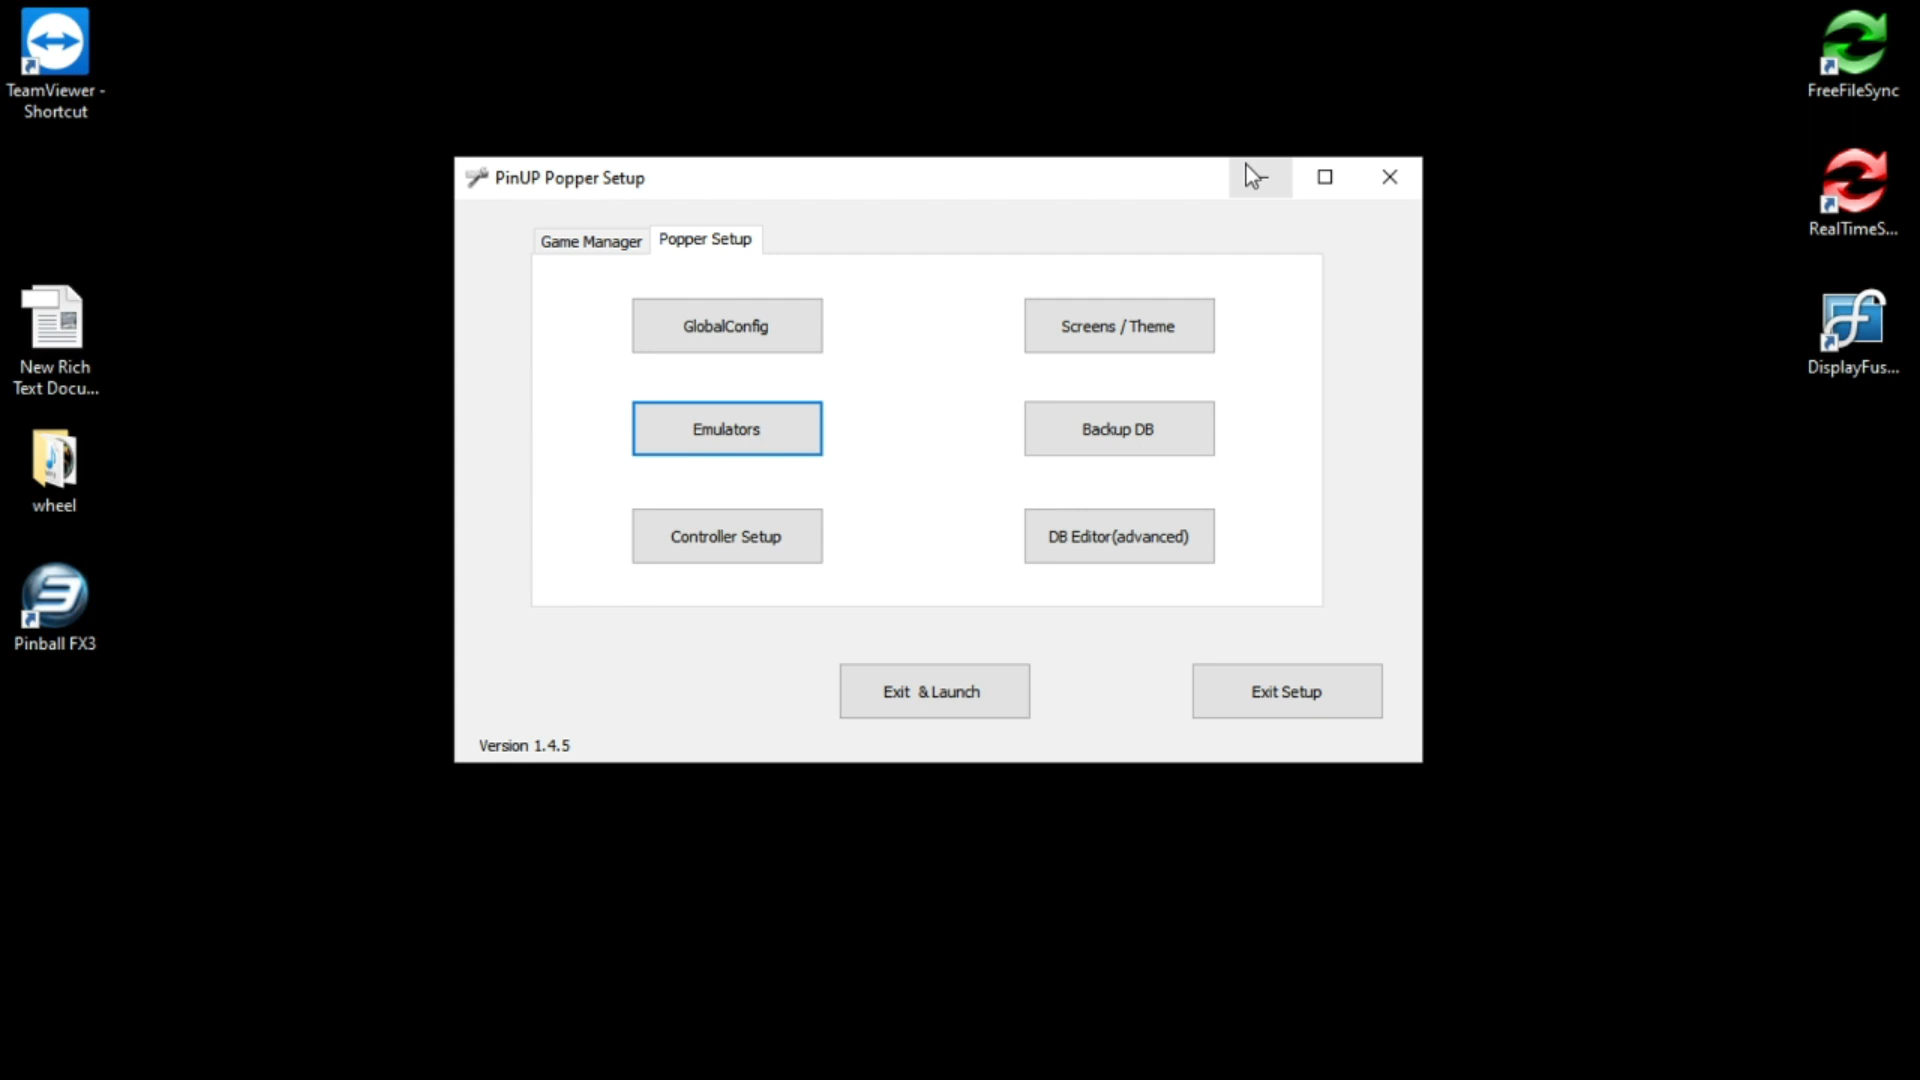 TeamViewer -
Shortcut
New Rich
Text Docu...
wheel
Pinball FX3
PinUP Popper Setup
Game Manager
Popper Setup
GlobalConfig
Screens / Theme
Emulators
Backup DB
Controller Setup
DB Editor(advanced)
Exit & Launch
Exit Setup
Version 1.4.5
FreeFileSync
RealTimeS...
DisplayFus...